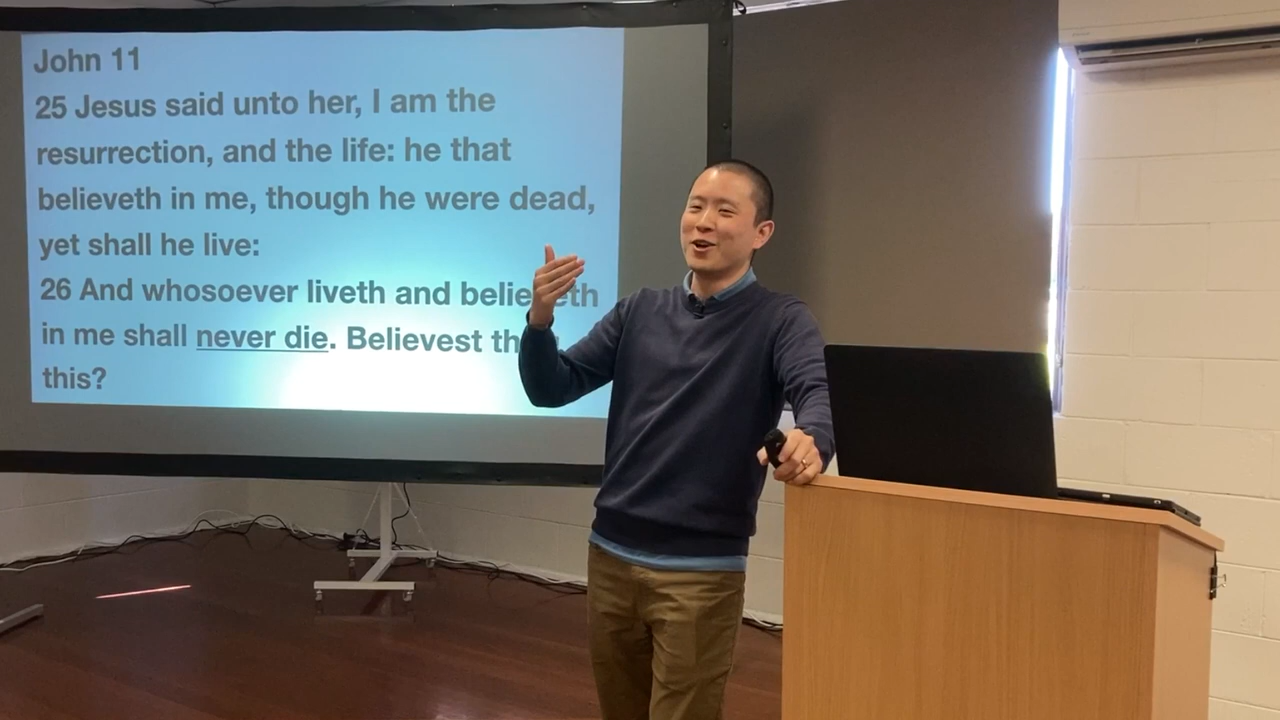 John 11
25 Jesus said unto her, I am the
resurrection, and the life: he that
believeth in me, though he were dead,
yet shall he live:
26 And whosoever liveth and believeth
in me shall never die. Believest thou
this?